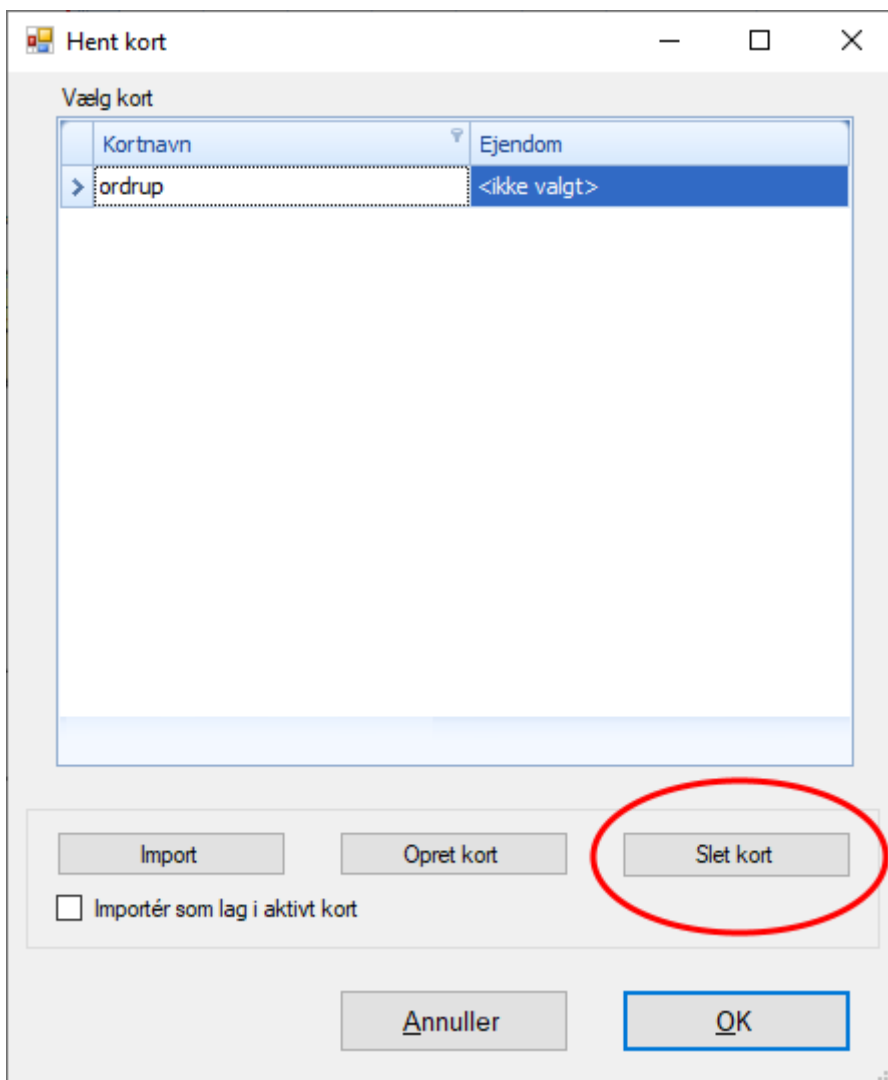 Hent kort
Vælg kort
Kortnavn Ejendom
ordrup <ikke valgt>
Import Opret kort Slet kort
Importér som lag i aktivt kort
Annuller OK